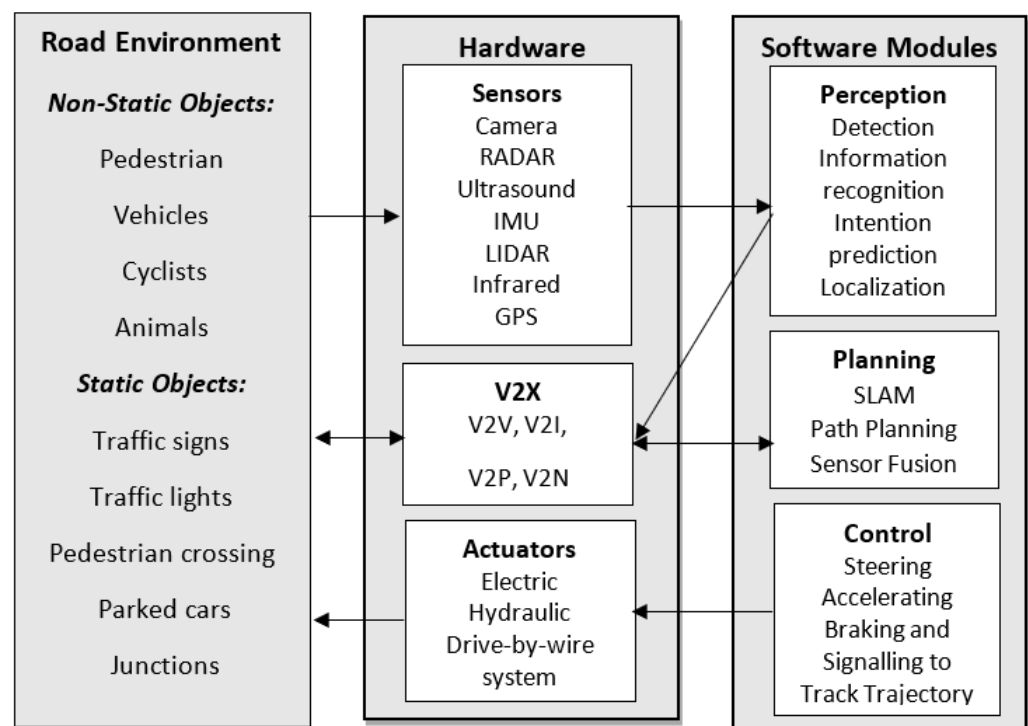 Road Environment
Non-Static Objects:
Pedestrian
Vehicles
Cyclists
Animals
Static Objects:
Traffic signs
Traffic lights
Pedestrian crossing
Parked cars
Junctions
Hardware
Sensors
Camera
RADAR
Ultrasound
IMU
LIDAR
Infrared
GPS
V2X
V2V, V2I,
V2P, V2N
Actuators
Electric
Hydraulic
Drive-by-wire
system
Software Modules
Perception
Detection
Information
recognition
Intention
prediction
Localization
Planning
SLAM
Path Planning
Sensor Fusion
Control
Steering
Accelerating
Braking and
Signalling to
Track Trajectory